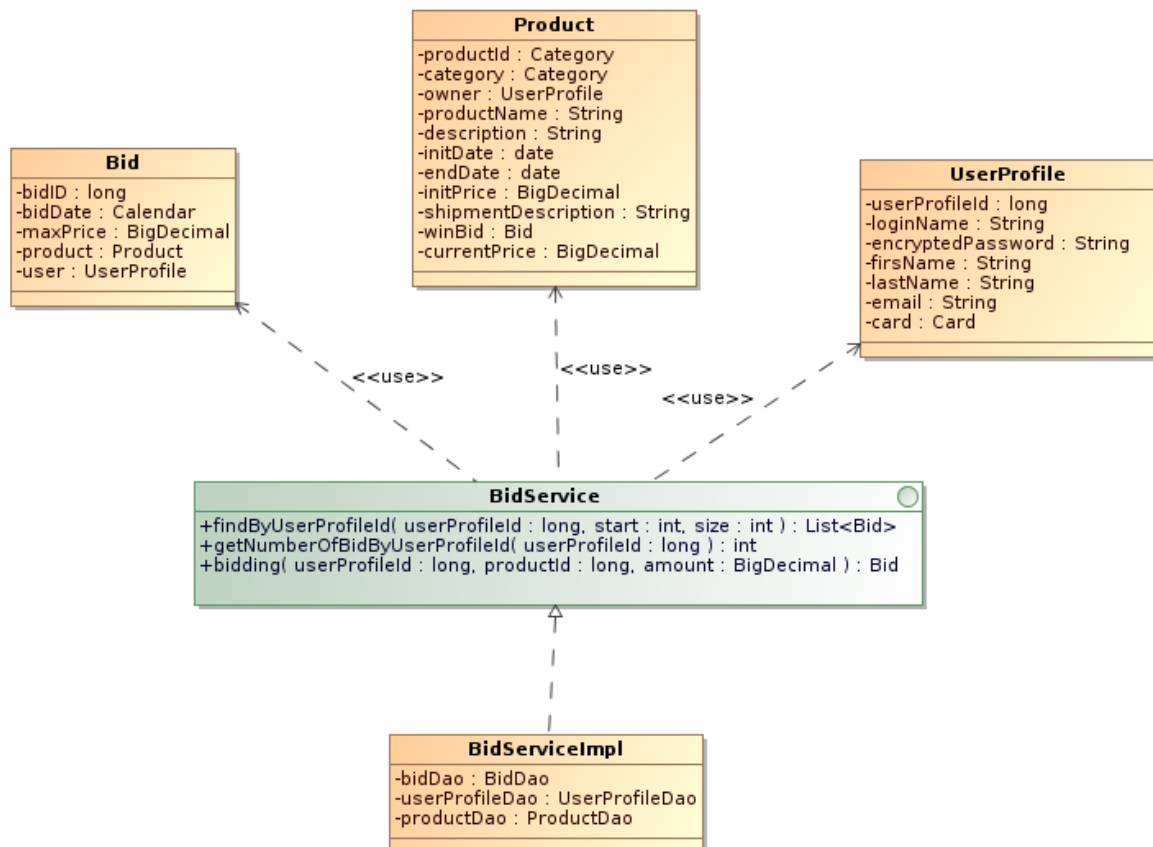 Product
-productId : Category
-category : Category
-owner : UserProfile
-productName : String
-description : String
-initDate : date
-endDate : date
-initPrice : BigDecimal
-shipmentDescription : String
-winBid : Bid
-currentPrice : BigDecimal
Bid
-bidID : long
-bidDate : Calendar
-maxPrice : BigDecimal
-product : Product
-user : UserProfile
UserProfile
-userProfileId : long
-loginName : String
-encryptedPassword : String
-firsName : String
-lastName : String
-email : String
-card : Card
<<use>>
<<use>>
<<use>>
BidService
+findByUserProfileId( userProfileId : long, start : int, size : int ) : List<Bid>
+getNumberOfBidByUserProfileId( userProfileId : long ) : int
+bidding( userProfileId : long, productId : long, amount : BigDecimal ) : Bid
BidServiceImpl
-bidDao : BidDao
-userProfileDao : UserProfileDao
-productDao : ProductDao